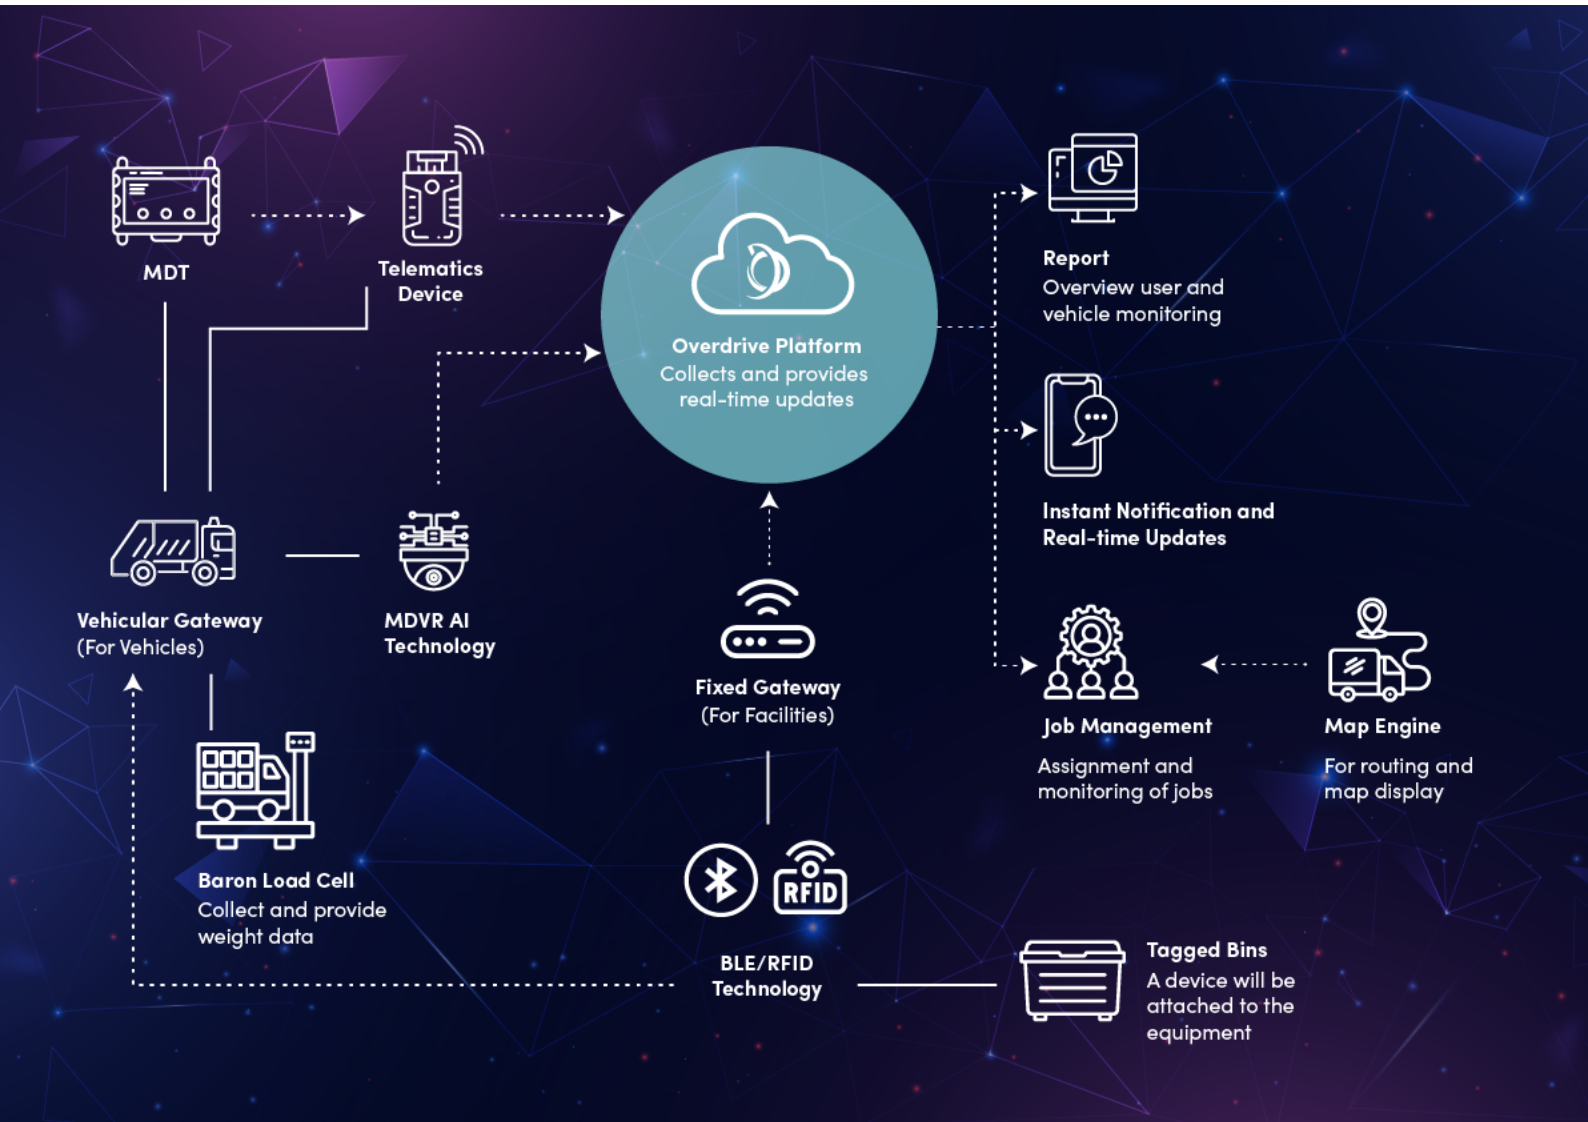 MDT
Telematics
Device
Overdrive Platform
Collects and provides
real-time updates
Report
Overview user and
vehicle monitoring
Instant Notification and
Real-time Updates
Vehicular Gateway
(For Vehicles)
MDVR AI
Technology
Fixed Gateway
(For Facilities)
Job Management
Assignment and
monitoring of jobs
Map Engine
For routing and
map display
Baron Load Cell
Collect and provide
weight data
RFID
BLE/RFID
Technology
Tagged Bins
A device will be
attached to the
equipment